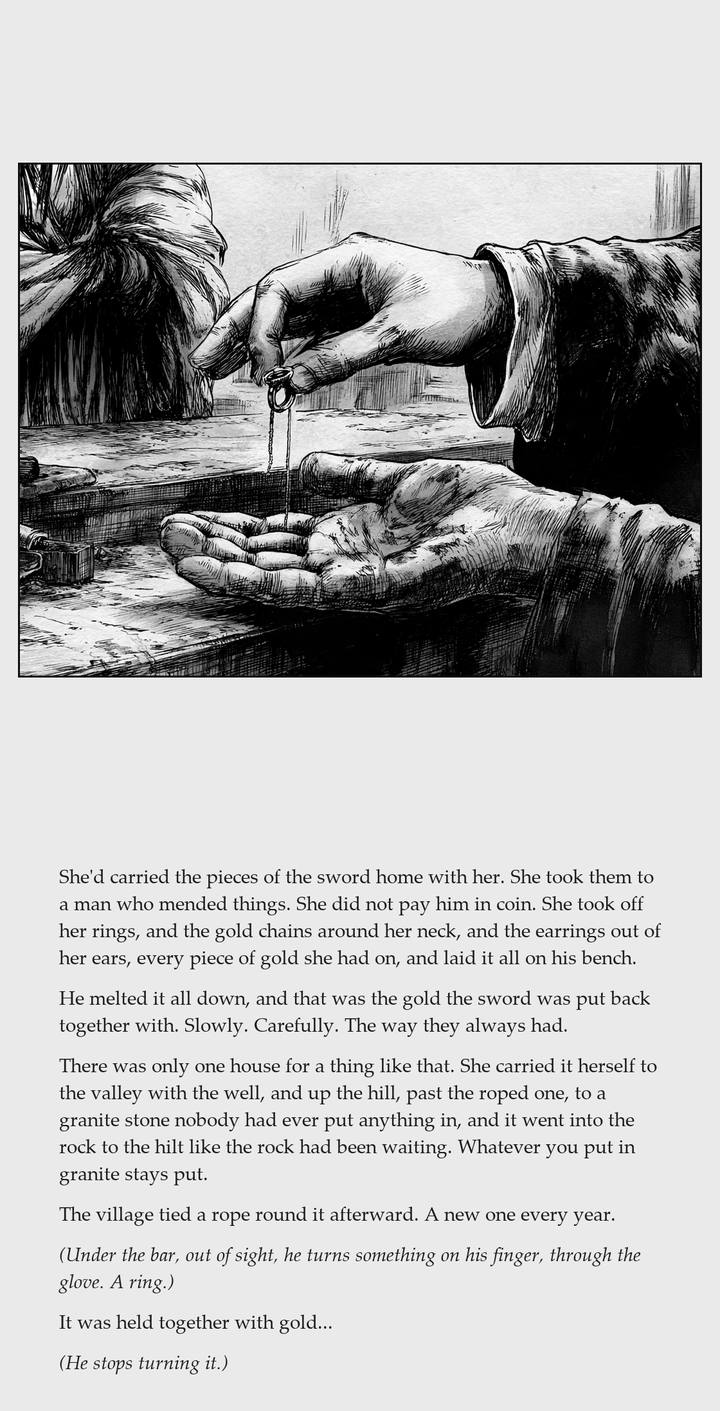 She'd carried the pieces of the sword home with her. She took them to
a man who mended things. She did not pay him in coin. She took off
her rings, and the gold chains around her neck, and the earrings out of
her ears, every piece of gold she had on, and laid it all on his bench.
He melted it all down, and that was the gold the sword was put back
together with. Slowly. Carefully. The way they always had.
There was only one house for a thing like that. She carried it herself to
the valley with the well, and up the hill, past the roped one, to a
granite stone nobody had ever put anything in, and it went into the
rock to the hilt like the rock had been waiting. Whatever you put in
granite stays put.
The village tied a rope round it afterward. A new one every year.
(Under the bar, out of sight, he turns something on his finger, through the
glove. A ring.)
It was held together with gold...
(He stops turning it.)